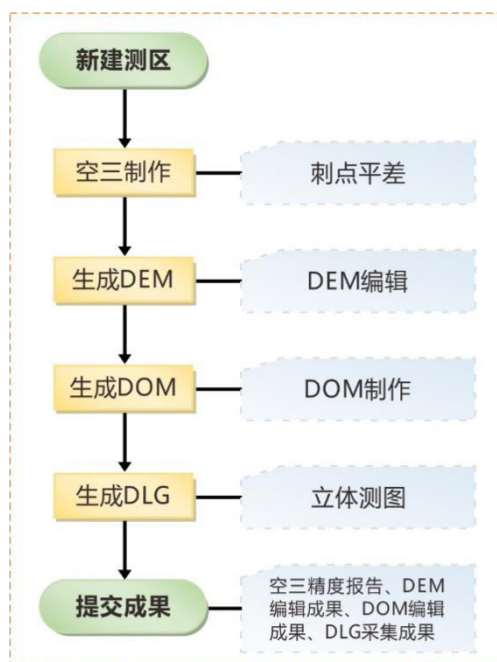 新建测区
空三制作
刺点平差
生成DEM
DEM编辑
生成DOM
DOM制作
生成DLG
立体测图
提交成果
空三精度报告、DEM
编辑成果、DOM编辑
成果、DLG采集成果